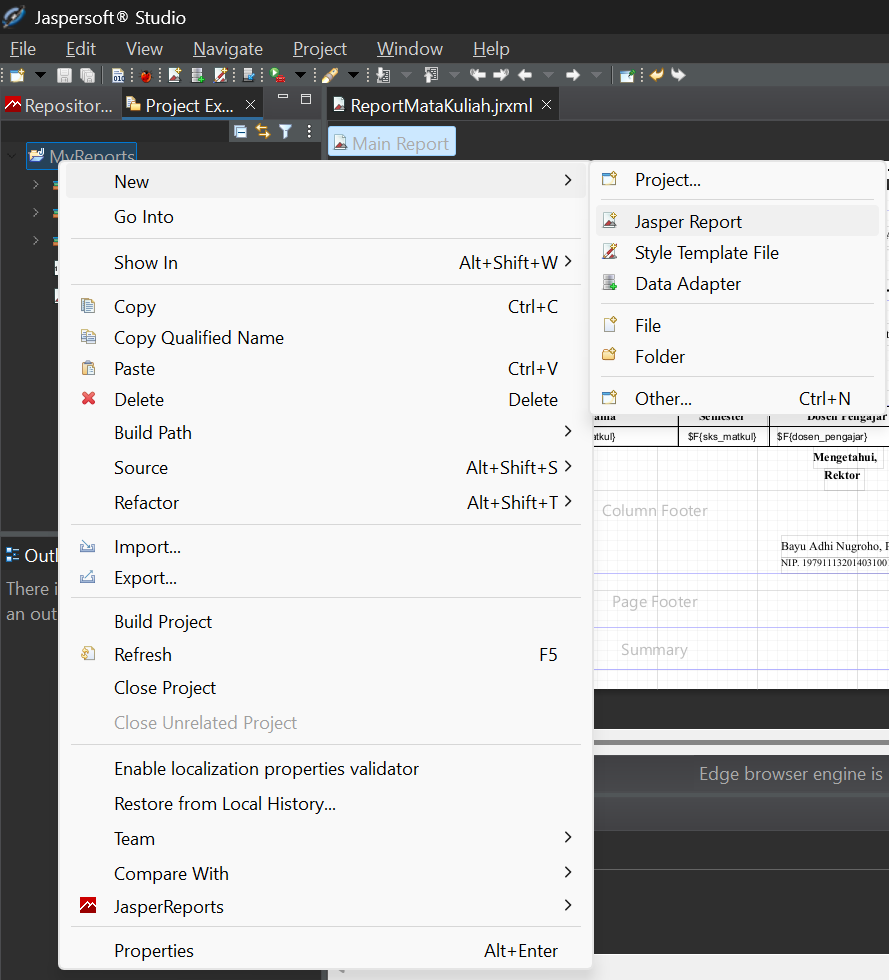 Jaspersoft® Studio
File Edit View Navigate Project Window Help
Repositor... Project Ex... ReportMataKuliah.jrxml
Main Report
MyReports
New
Go Into
Show In Alt+Shift+W
Copy Ctrl+C
Copy Qualified Name
Paste Ctrl+V
Delete Delete
Build Path
Source Alt+Shift+S
Refactor Alt+Shift+T
Import...
Export...
Build Project
Refresh F5
Close Project
Close Unrelated Project
Enable localization properties validator
Restore from Local History...
Team
Compare With
JasperReports
Properties Alt+Enter
Project...
Jasper Report
Style Template File
Data Adapter
File
Folder
Other... Ctrl+N
Semester Dosen Pengajar
$F{sks_matkul} $F{dosen_pengajar}
Mengetahui,
Rektor
Column Footer
Bayu Adhi Nugroho,
NIP. 19791113201403100
Page Footer
Summary
Outl
There i
an out
Edge browser engine is